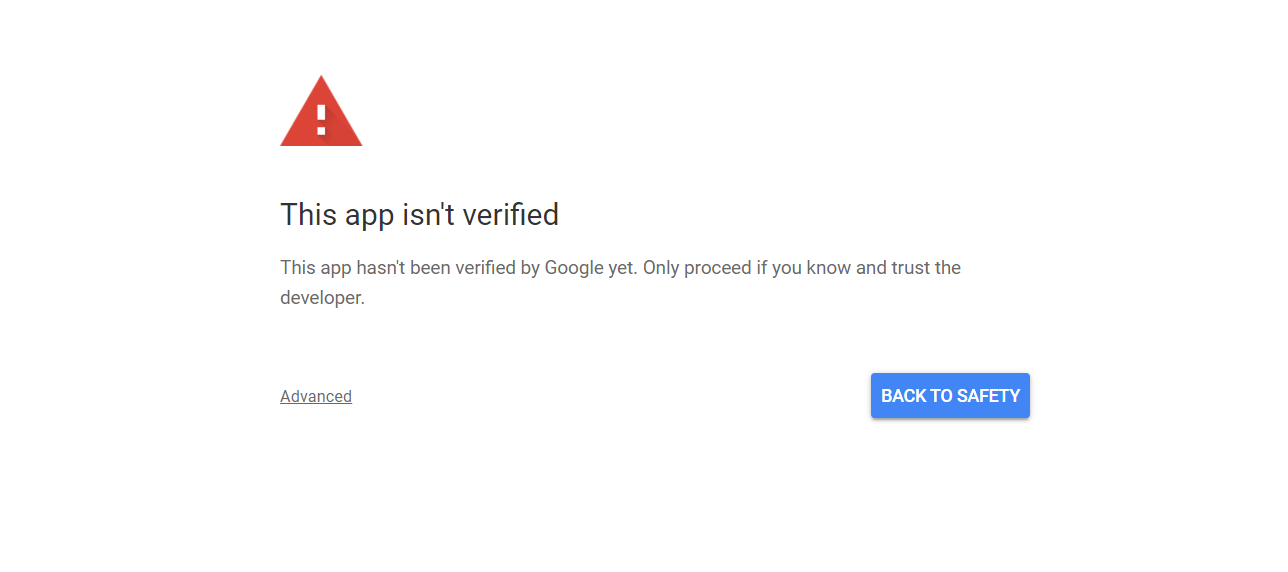 This app isn't verified
This app hasn't been verified by Google yet. Only proceed if you know and trust the
developer.
Advanced
BACK TO SAFETY